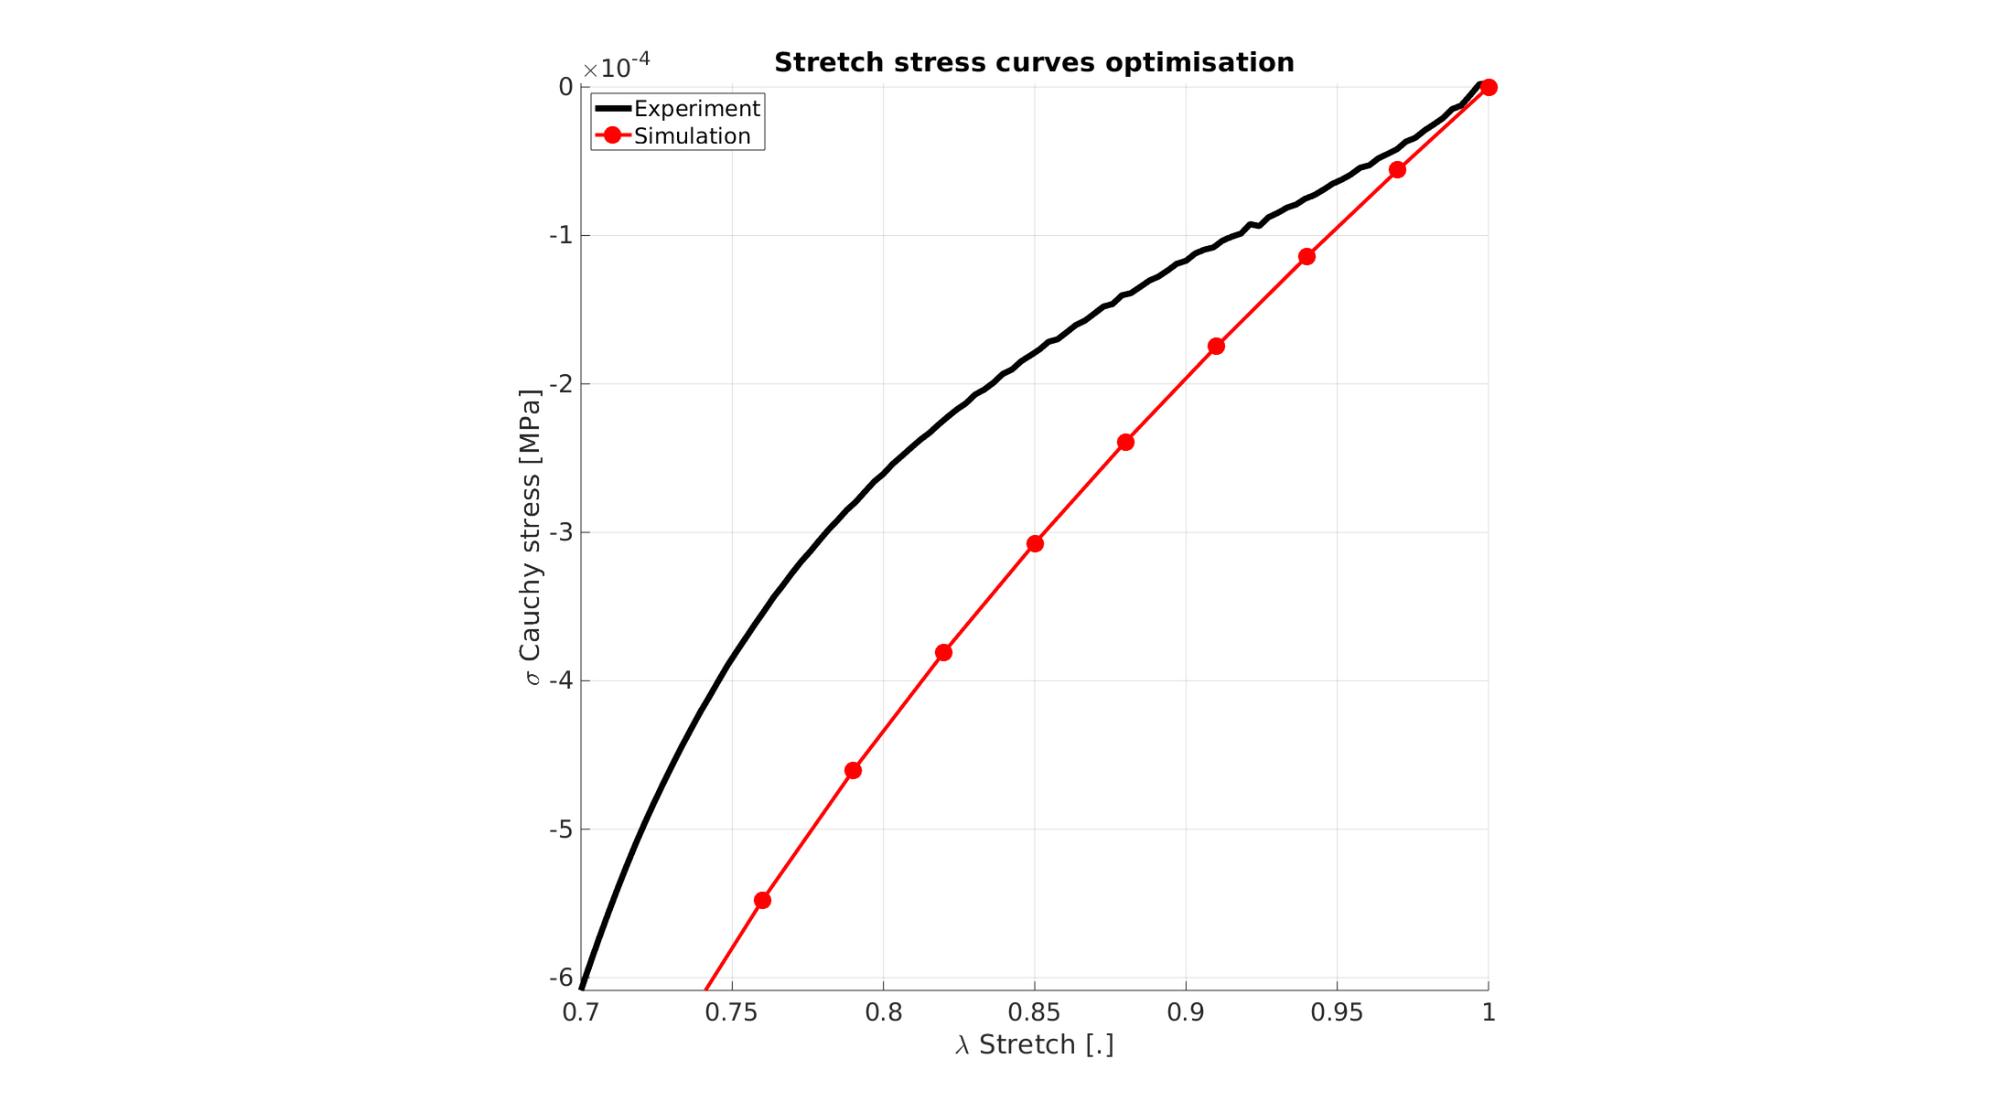 Stretch stress curves optimisation
×10-4
Experiment
Simulation
0
-1
-2
-3
-4
-5
-6
σ Cauchy stress [MPa]
0.7 0.75 0.8 0.85 0.9 0.95 1
λ Stretch [.]